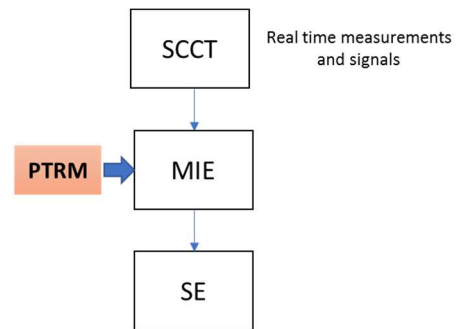 SCCT
Real time measurements
and signals
PTRM
MIE
SE